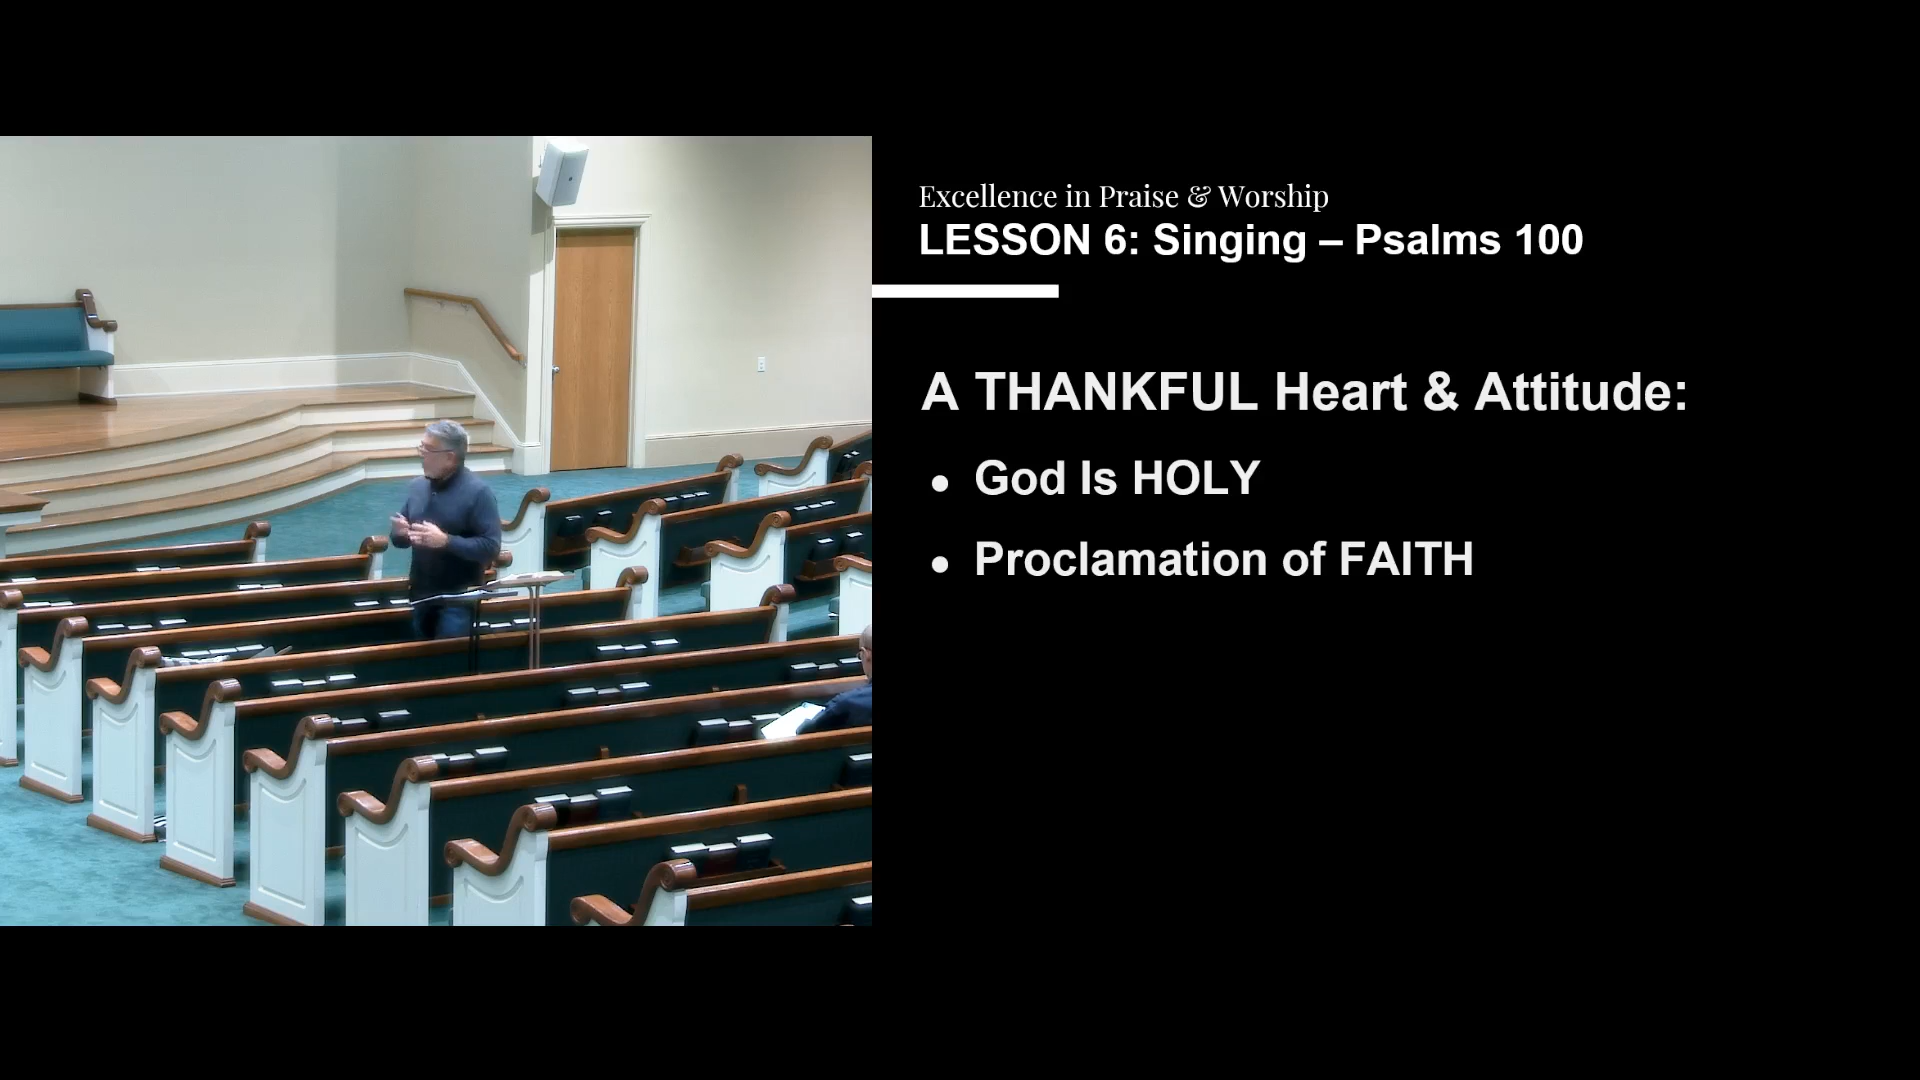 Excellence in Praise & Worship
LESSON 6: Singing – Psalms 100
A THANKFUL Heart & Attitude:
● God Is HOLY
● Proclamation of FAITH